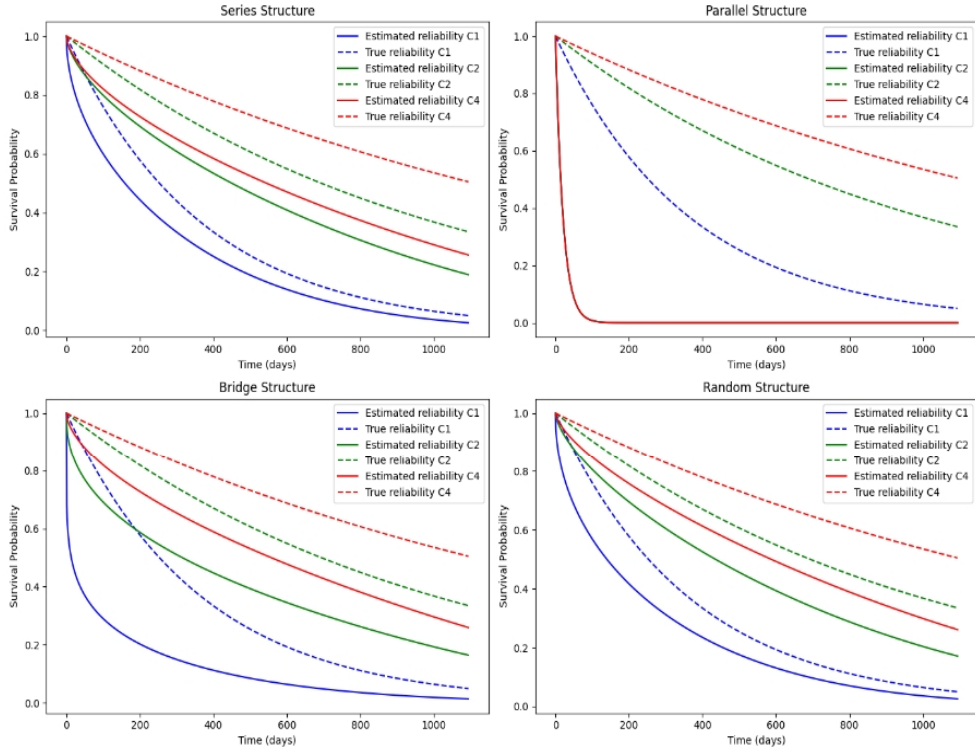 Series Structure
Estimated reliability C1
True reliability C1
Estimated reliability C2
True reliability C2
Estimated reliability C4
True reliability C4
Survival Probability
1.0
0.8
0.6
0.4
0.2
0.0
0 200 400 600 800 1000
Time (days)
Parallel Structure
Estimated reliability C1
True reliability C1
Estimated reliability C2
True reliability C2
Estimated reliability C4
True reliability C4
Survival Probability
1.0
0.8
0.6
0.4
0.2
0.0
0 200 400 600 800 1000
Time (days)
Bridge Structure
Estimated reliability C1
True reliability C1
Estimated reliability C2
True reliability C2
Estimated reliability C4
True reliability C4
Survival Probability
1.0
0.8
0.6
0.4
0.2
0.0
0 200 400 600 800 1000
Time (days)
Random Structure
Estimated reliability C1
True reliability C1
Estimated reliability C2
True reliability C2
Estimated reliability C4
True reliability C4
Survival Probability
1.0
0.8
0.6
0.4
0.2
0.0
0 200 400 600 800 1000
Time (days)